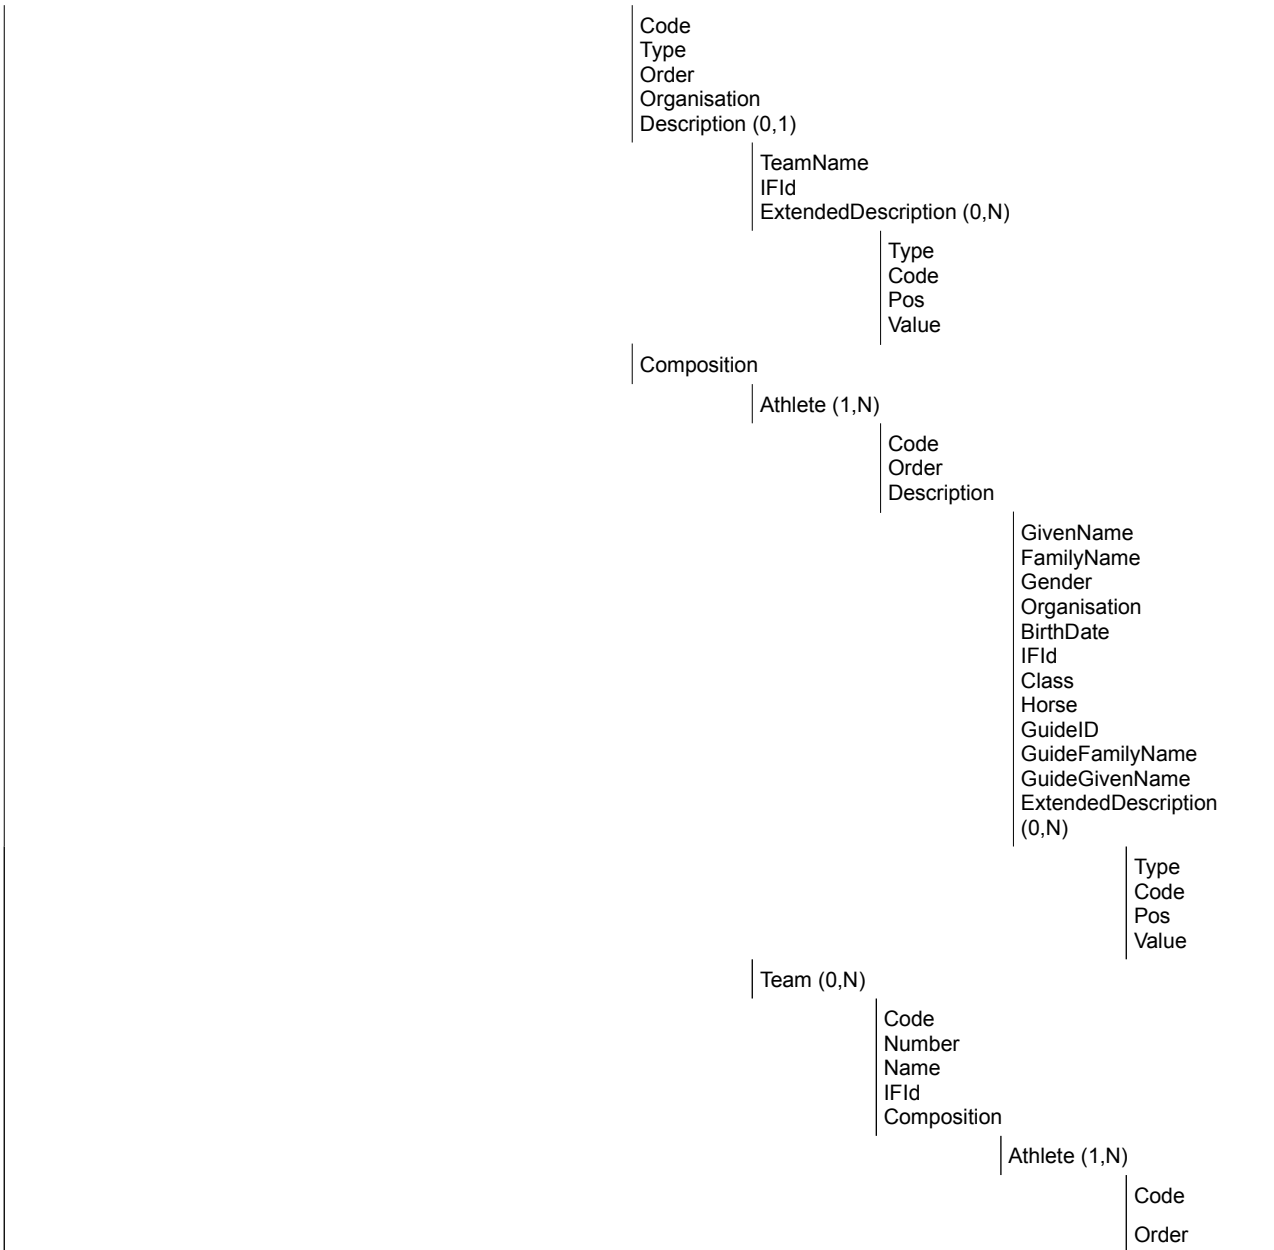 Code
Type
Order
Organisation
Description (0,1)
TeamName
IFId
ExtendedDescription (0,N)
Type
Code
Pos
Value
Composition
Athlete (1,N)
Code
Order
Description
GivenName
FamilyName
Gender
Organisation
BirthDate
IFId
Class
Horse
GuideID
GuideFamilyName
GuideGivenName
ExtendedDescription
(0,N)
Type
Code
Pos
Value
Team (0,N)
Code
Number
Name
IFId
Composition
Athlete (1,N)
Code
Order